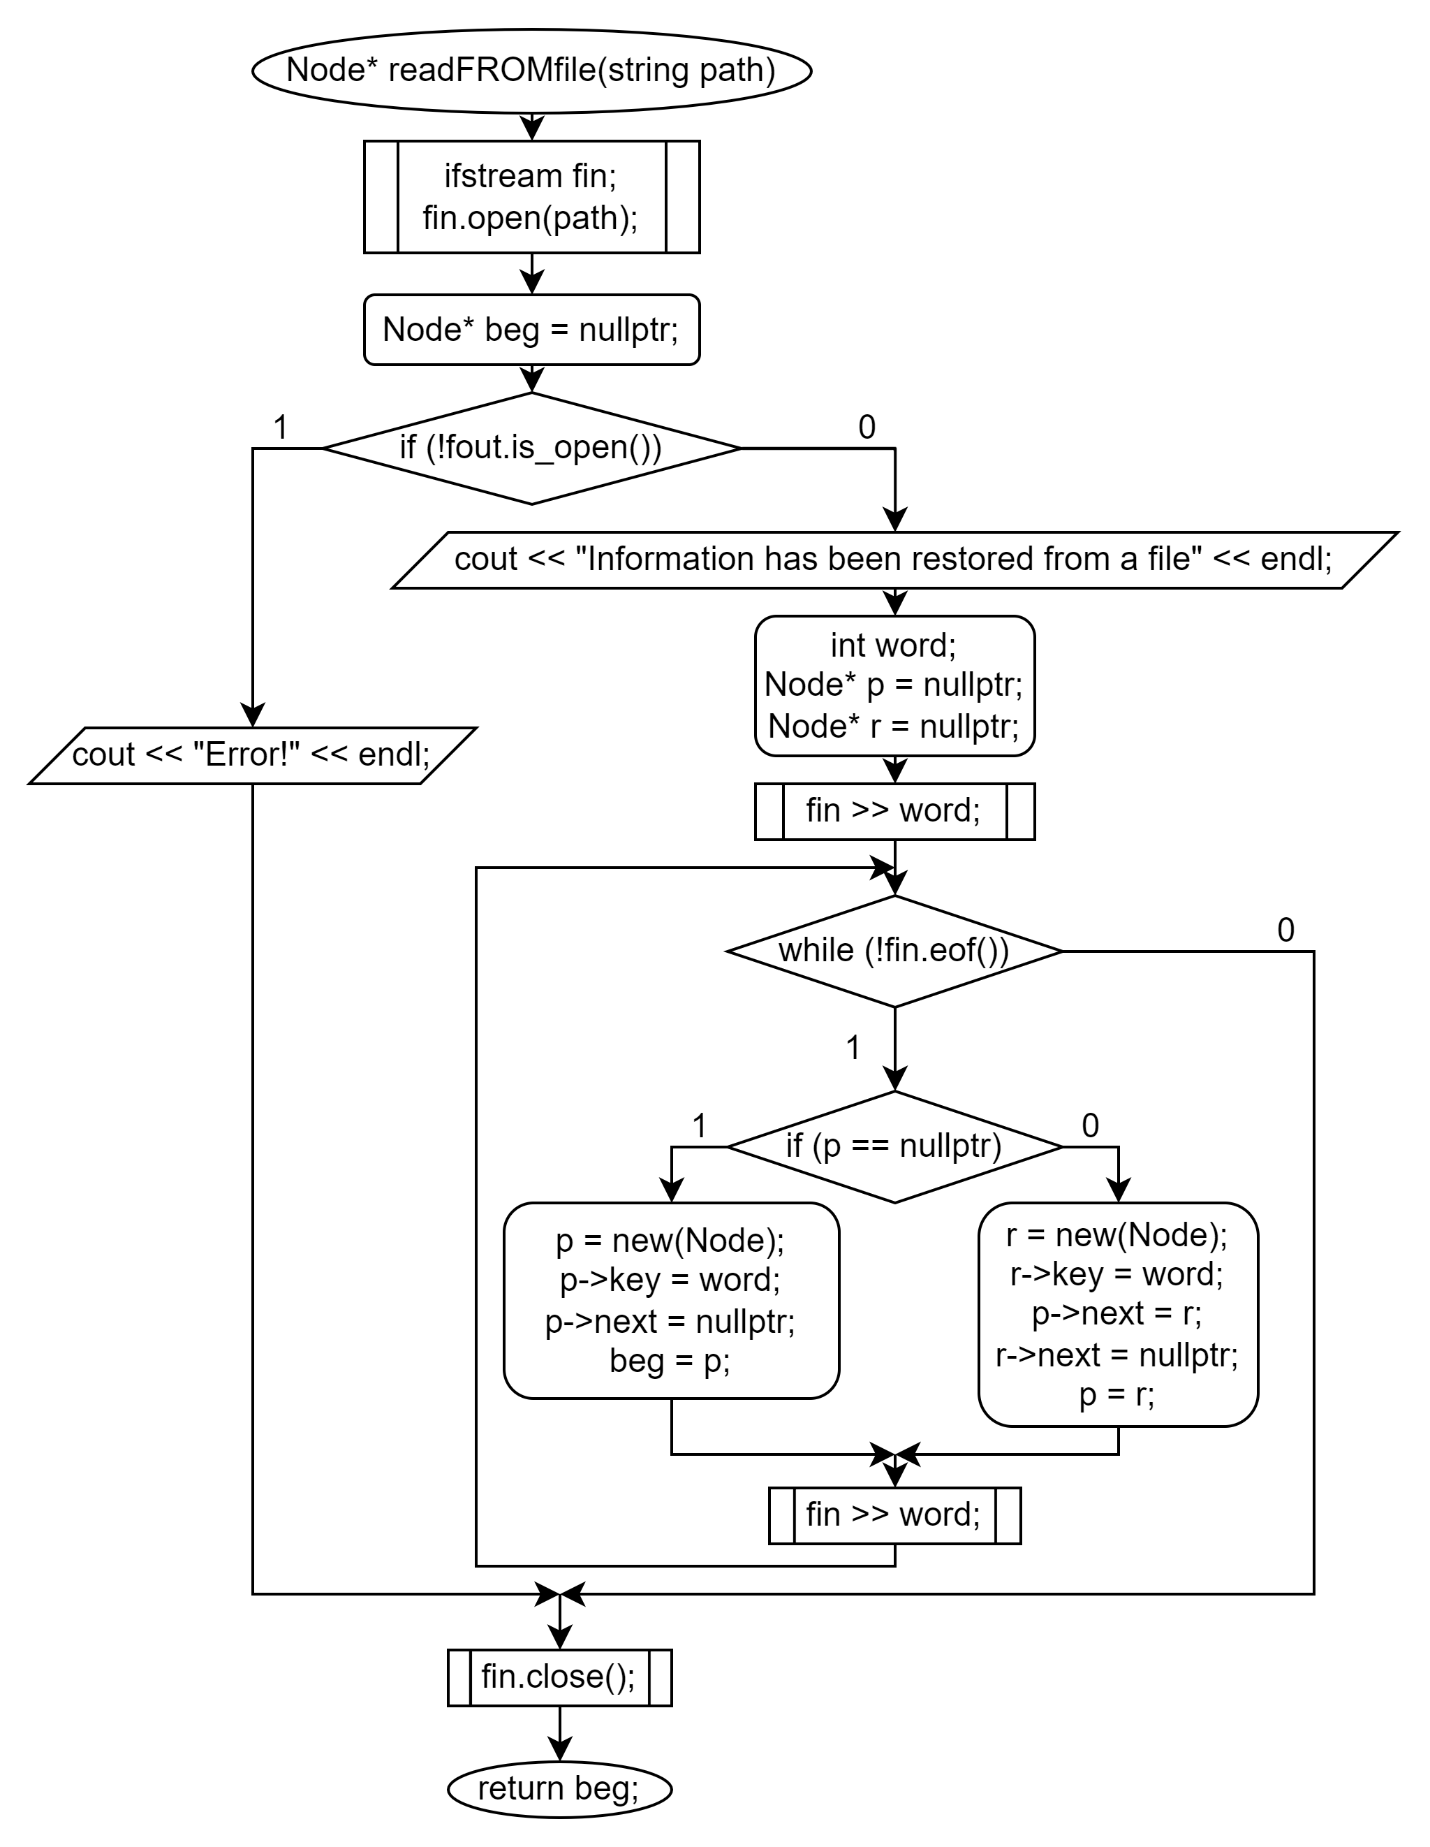 Node* readFROMfile(string path)
ifstream fin;
fin.open(path);
Node* beg = nullptr;
1
0
if (!fout.is_open())
cout << "Information has been restored from a file" << endl;
int word;
Node* p = nullptr;
Node* r = nullptr;
cout << "Error!" << endl;
fin >> word;
while (!fin.eof())
0
1
if (p == nullptr)
1
0
p = new(Node);
p->key = word;
p->next = nullptr;
beg = p;
r = new(Node);
r->key = word;
p->next = r;
r->next = nullptr;
p = r;
fin >> word;
fin.close();
return beg;